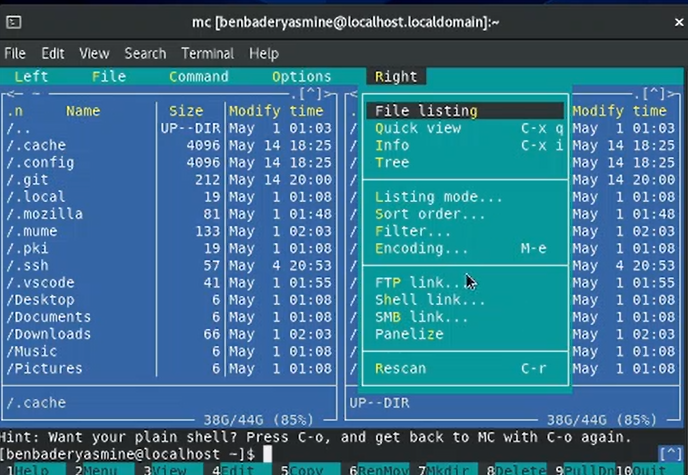 mc [benbaderyasmine@localhost.localdomain]:~
File Edit View Search Terminal Help
Left File Command Options Right
<─ ~ .[^]> <─ .[^]>
.n Name Size Modify time File listing Modify time
/.. UP--DIR May 1 01:03 Quick view C-x q May 1 01:03
/.cache 4096 May 14 18:25 Info C-x i May 14 18:25
/.config 4096 May 14 18:25 Tree May 14 18:25
/.git 212 May 14 20:00 May 14 20:00
/.local 19 May 1 01:08 Listing mode... May 1 01:08
/.mozilla 81 May 1 01:48 Sort order... May 1 01:48
/.mume 133 May 1 02:03 Filter... May 1 02:03
/.pki 19 May 1 01:08 Encoding... M-e May 1 01:08
/.ssh 57 May 4 20:53 May 4 20:53
/.vscode 41 May 1 01:55 FTP link... May 1 01:55
/Desktop 6 May 1 01:08 Shell link... May 1 01:08
/Documents 6 May 1 01:08 SMB link... May 1 01:08
/Downloads 66 May 1 02:03 Panelize May 1 02:03
/Music 6 May 1 01:08 May 1 01:08
/Pictures 6 May 1 01:08 Rescan C-r May 1 01:08
/.cache UP--DIR
38G/44G (85%) 38G/44G (85%)
Hint: Want your plain shell? Press C-o, and get back to MC with C-o again.
[benbaderyasmine@localhost ~]$ [^]
1Help 2Menu 3View 4Edit 5Copy 6RenMov 7Mkdir 8Delete 9PullDn 10Quit